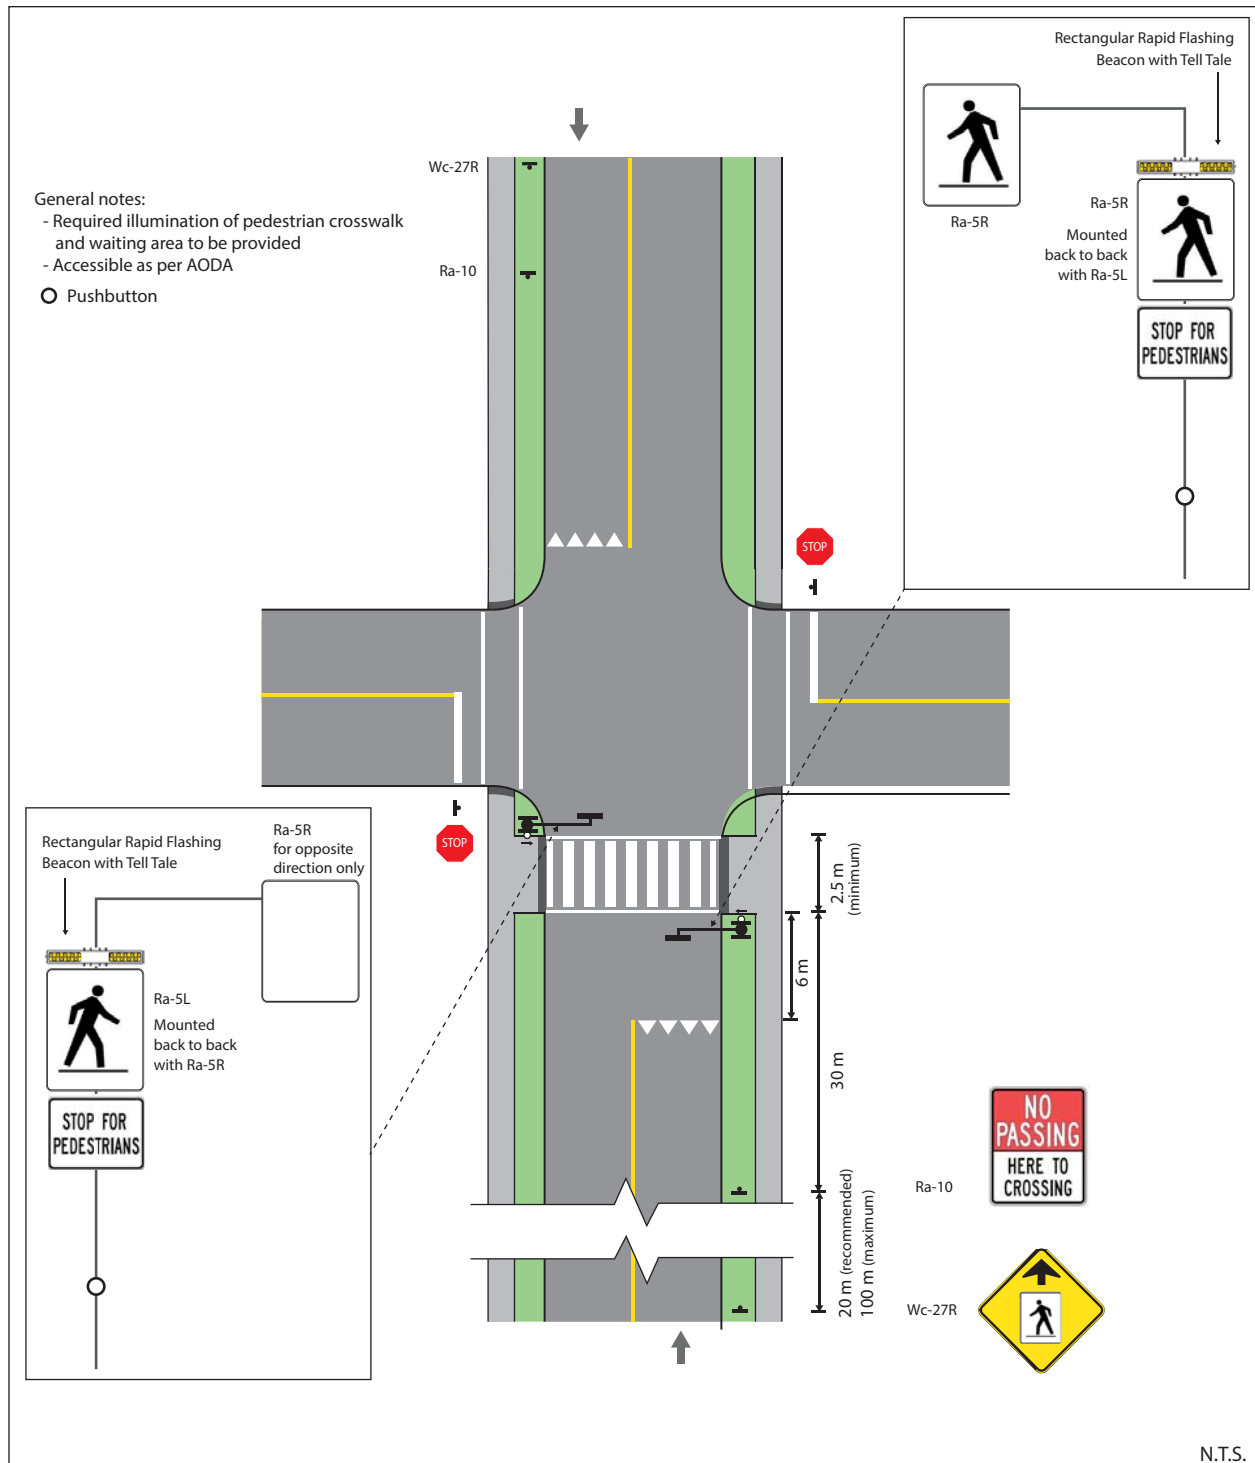 Rectangular Rapid Flashing
Beacon with Tell Tale
Ra-5R
Ra-5R
Mounted
back to back
with Ra-5L
STOP FOR
PEDESTRIANS
Wc-27R
General notes:
- Required illumination of pedestrian crosswalk
and waiting area to be provided
- Accessible as per AODA
Pushbutton
Ra-10
STOP
STOP
Rectangular Rapid Flashing
Beacon with Tell Tale
Ra-5R
for opposite
direction only
Ra-5L
Mounted
back to back
with Ra-5R
STOP FOR
PEDESTRIANS
2.5 m
(minimum)
6 m
30 m
20 m (recommended)
100 m (maximum)
Ra-10
NO
PASSING
HERE TO
CROSSING
Wc-27R
N.T.S.